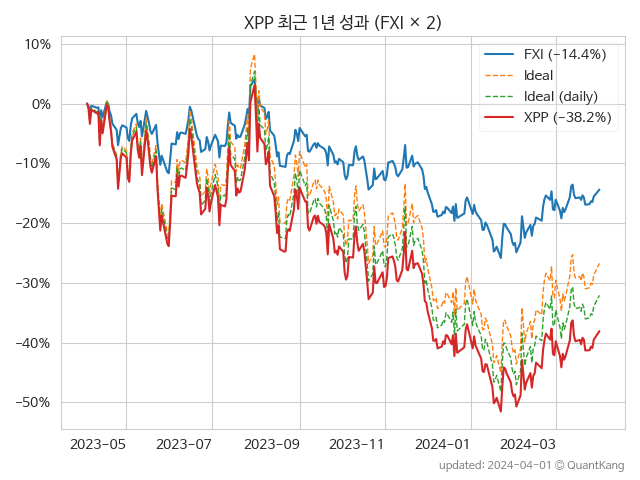 XPP 최근 1년 성과 (FXI × 2)
10%
0%
−10%
−20%
−30%
−40%
−50%
FXI (−14.4%)
Ideal
Ideal (daily)
XPP (−38.2%)
2023-05 2023-07 2023-09 2023-11 2024-01 2024-03
updated: 2024-04-01 © QuantKang